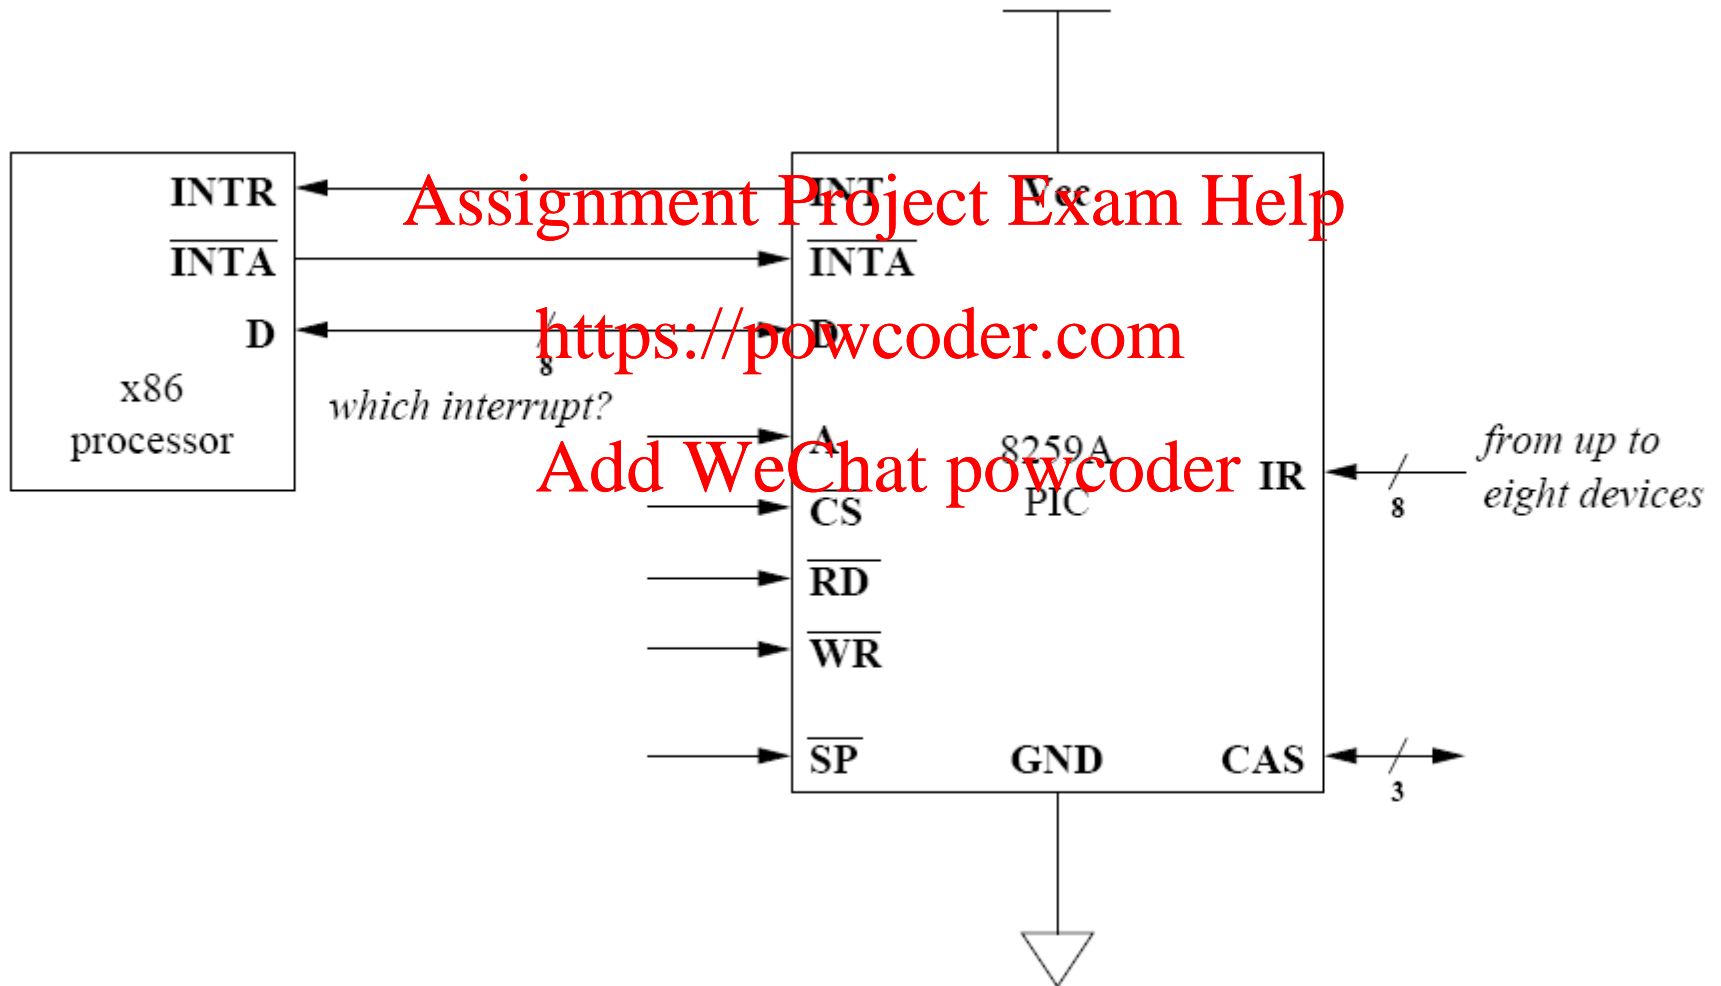 INTR
INTA
D
x86
processor
which interrupt?
8
Assignment Project Exam Help
https://powcoder.com
Add WeChat powcoder
INT
Vcc
INTA
D
A
8259A
PIC
CS
RD
WR
SP
GND
IR
8
from up to
eight devices
CAS
3